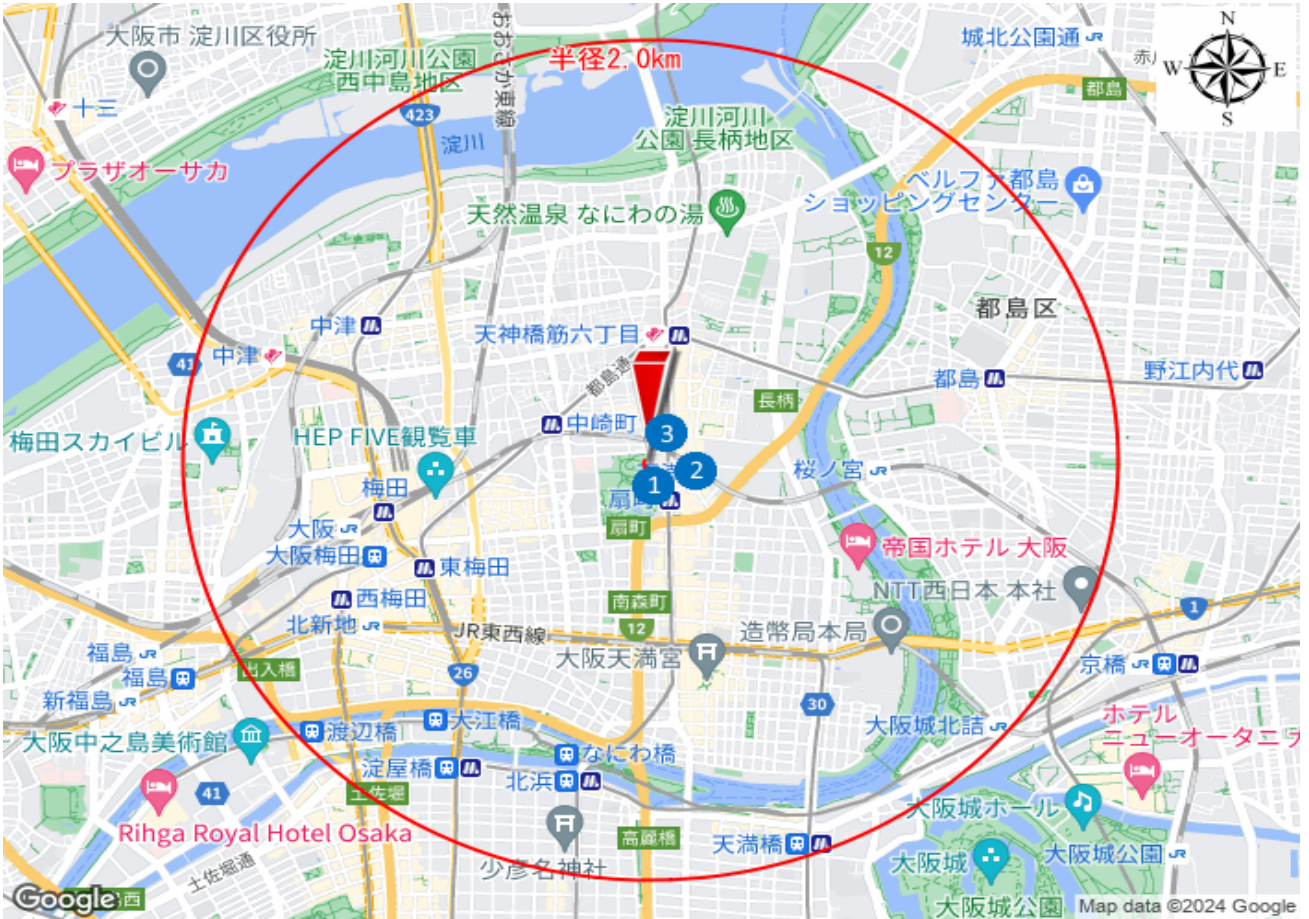 大阪市 淀川区役所
淀川河川公園
西中島地区
おおさか東線
半径2.0km
城北公園通
N
W
E
S
都島
十三
423
淀川
淀川河川
公園 長柄地区
プラザオーサカ
天然温泉 なにわの湯
ベルファ都島
ショッピングセンター
12
都島区
中津
天神橋筋六丁目
中津
41
都島通
都島
野江内代
長柄
梅田スカイビル
HEP FIVE観覧車
中崎町
3
2
1
桜ノ宮
梅田
扇町
扇町
大阪
大阪梅田
東梅田
帝国ホテル 大阪
NTT西日本 本社
西梅田
南森町
1
北新地
JR東西線
12
造幣局本局
大阪天満宮
福島
福島
出入橋
26
京橋
新福島
30
大阪中之島美術館
渡辺橋
大江橋
大阪城北詰
ホテル
ニューオータニ
なにわ橋
淀屋橋
北浜
41
土佐堀
Rihga Royal Hotel Osaka
高麗橋
天満橋
大阪城ホール
少彦名神社
大阪城
大阪城公園
土佐堀通
Google
西
大阪城公園
Map data ©2024 Google